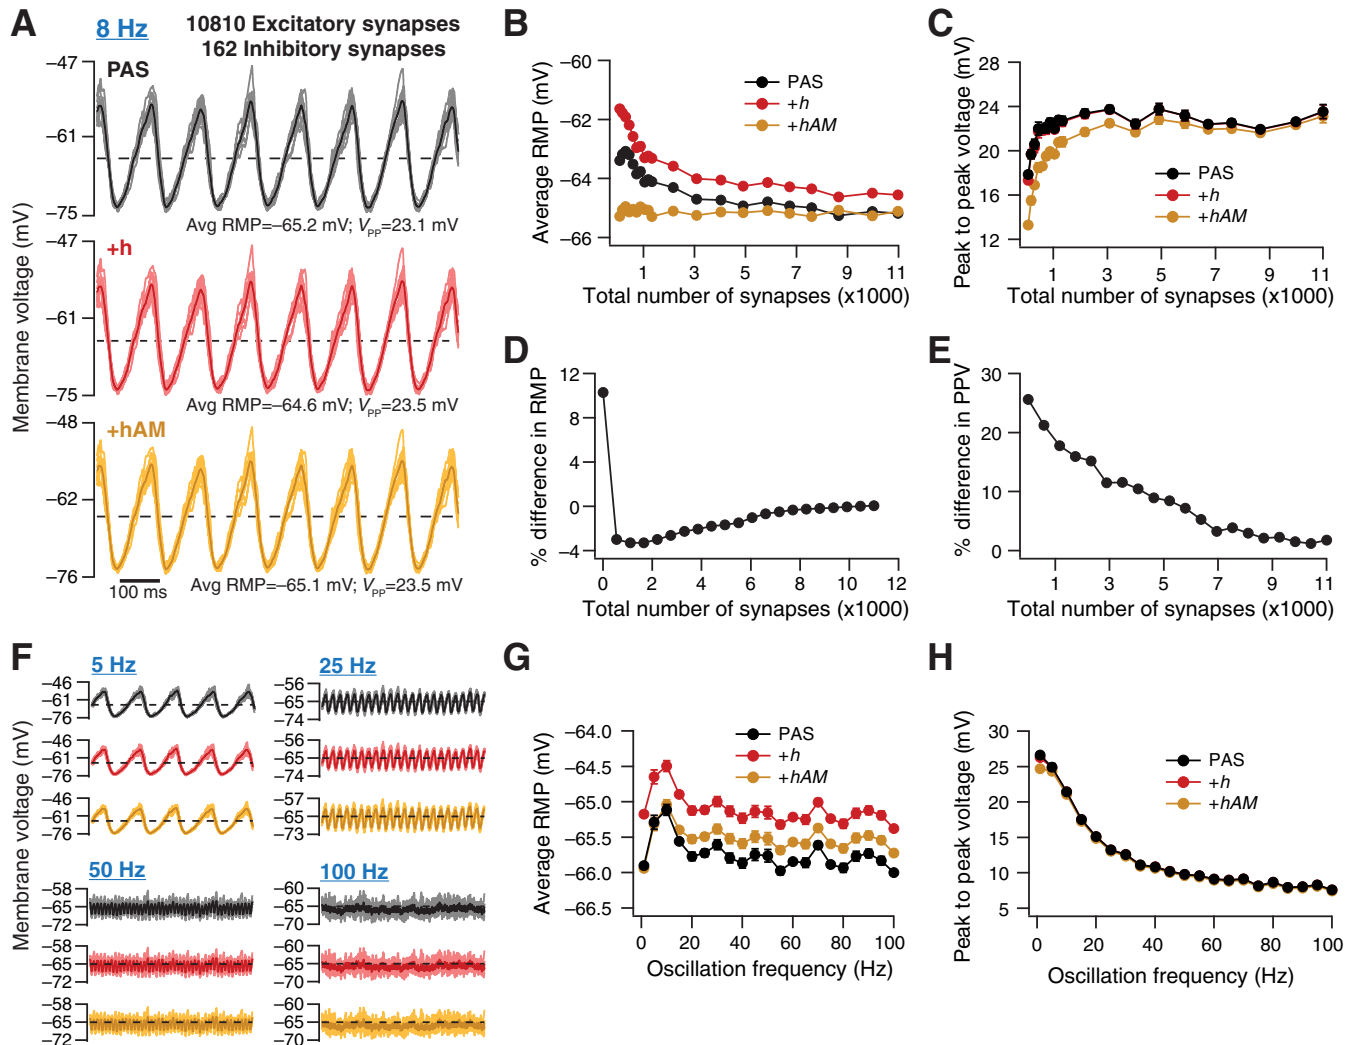 A
8 Hz
10810 Excitatory synapses
162 Inhibitory synapses
Membrane voltage (mV)
−47
−61
−75
PAS
Avg RMP=−65.2 mV; VPP=23.1 mV
−47
−61
−75
+h
Avg RMP=−64.6 mV; VPP=23.5 mV
−48
−62
−76
+hAM
Avg RMP=−65.1 mV; VPP=23.5 mV
100 ms
B
Average RMP (mV)
−60
−62
−64
−66
PAS
+h
+hAM
1 3 5 7 9 11
Total number of synapses (x1000)
C
Peak to peak voltage (mV)
28
24
20
16
12
PAS
+h
+hAM
1 3 5 7 9 11
Total number of synapses (x1000)
D
% difference in RMP
12
8
4
0
−4
0 2 4 6 8 10 12
Total number of synapses (x1000)
E
% difference in PPV
30
20
10
0
1 3 5 7 9 11
Total number of synapses (x1000)
F
Membrane voltage (mV)
5 Hz
−46
−61
−76
−46
−61
−76
−46
−61
−76
25 Hz
−56
−65
−74
−56
−65
−74
−57
−65
−73
50 Hz
−58
−65
−72
−58
−65
−72
−58
−65
−72
100 Hz
−60
−65
−70
−60
−65
−70
−60
−65
−70
G
Average RMP (mV)
−64.0
−64.5
−65.0
−65.5
−66.0
−66.5
PAS
+h
+hAM
0 20 40 60 80 100
Oscillation frequency (Hz)
H
Peak to peak voltage (mV)
30
25
20
15
10
5
PAS
+h
+hAM
0 20 40 60 80 100
Oscillation frequency (Hz)